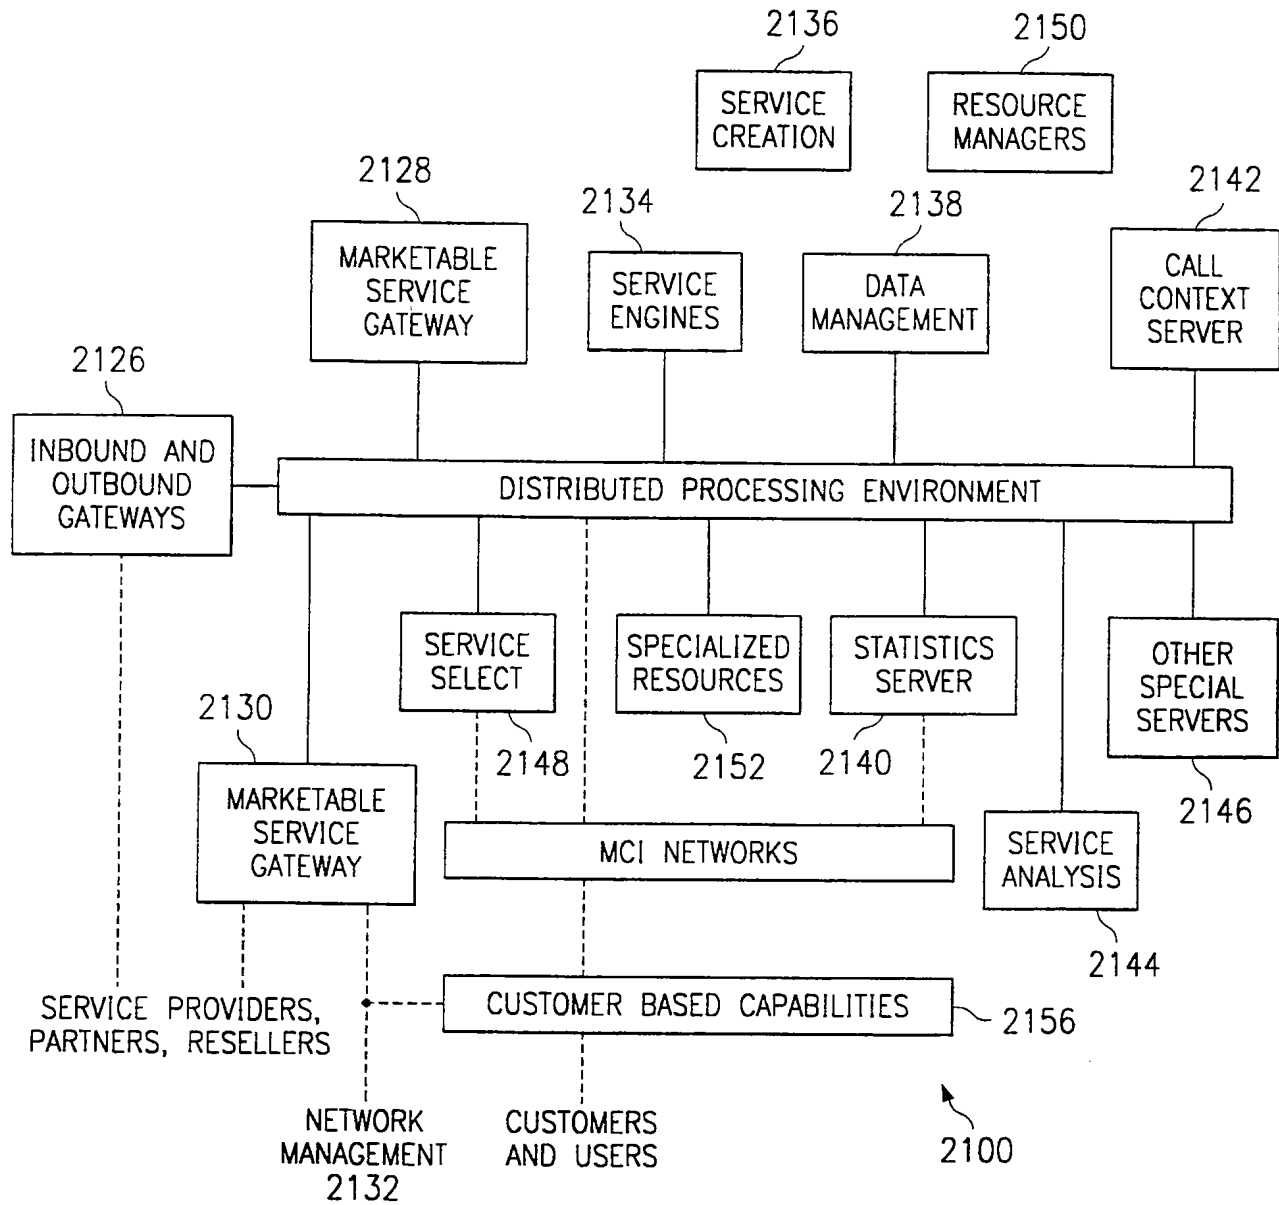 2136
2150
SERVICE
CREATION
RESOURCE
MANAGERS
2128
2134
2138
2142
MARKETABLE
SERVICE
GATEWAY
SERVICE
ENGINES
DATA
MANAGEMENT
CALL
CONTEXT
SERVER
2126
INBOUND AND
OUTBOUND
GATEWAYS
DISTRIBUTED PROCESSING ENVIRONMENT
SERVICE
SELECT
2148
SPECIALIZED
RESOURCES
2152
STATISTICS
SERVER
2140
OTHER
SPECIAL
SERVERS
2146
2130
MARKETABLE
SERVICE
GATEWAY
MCI NETWORKS
SERVICE
ANALYSIS
2144
SERVICE PROVIDERS,
PARTNERS, RESELLERS
CUSTOMER BASED CAPABILITIES
2156
NETWORK
MANAGEMENT
2132
CUSTOMERS
AND USERS
2100